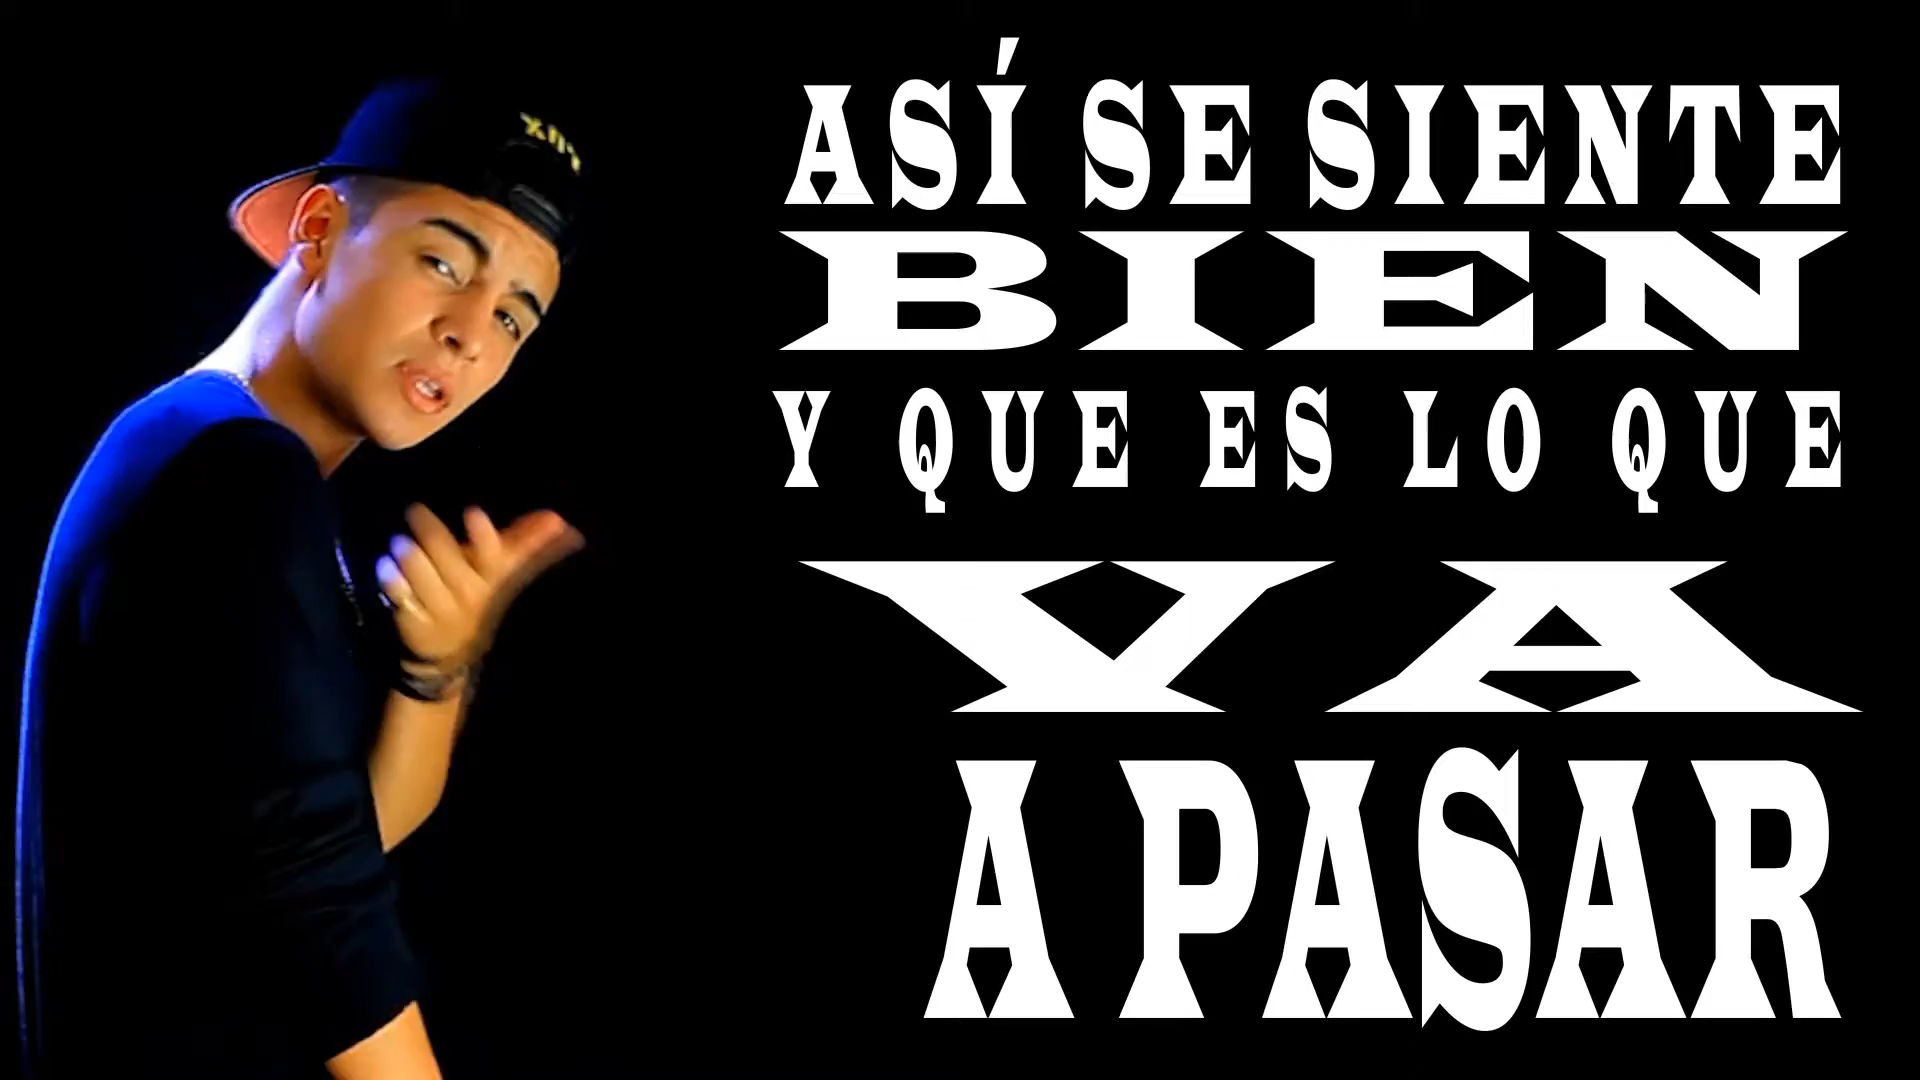 ASÍ SE SIENTE
BIEN
Y QUE ES LO QUE
VA
A PASAR